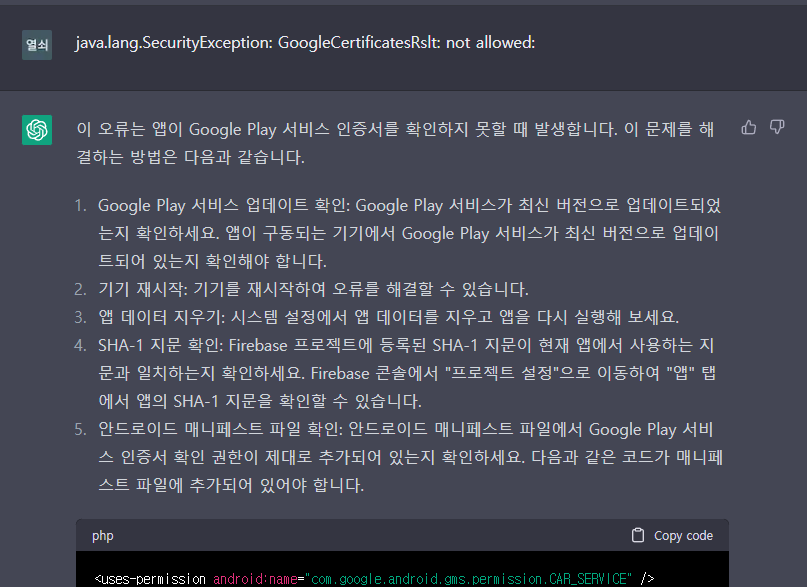 열쇠
java.lang.SecurityException: GoogleCertificatesRslt: not allowed:
이 오류는 앱이 Google Play 서비스 인증서를 확인하지 못할 때 발생합니다. 이 문제를 해
결하는 방법은 다음과 같습니다.
1. Google Play 서비스 업데이트 확인: Google Play 서비스가 최신 버전으로 업데이트되었
는지 확인하세요. 앱이 구동되는 기기에서 Google Play 서비스가 최신 버전으로 업데이
트되어 있는지 확인해야 합니다.
2. 기기 재시작: 기기를 재시작하여 오류를 해결할 수 있습니다.
3. 앱 데이터 지우기: 시스템 설정에서 앱 데이터를 지우고 앱을 다시 실행해 보세요.
4. SHA-1 지문 확인: Firebase 프로젝트에 등록된 SHA-1 지문이 현재 앱에서 사용하는 지
문과 일치하는지 확인하세요. Firebase 콘솔에서 "프로젝트 설정"으로 이동하여 "앱" 탭
에서 앱의 SHA-1 지문을 확인할 수 있습니다.
5. 안드로이드 매니페스트 파일 확인: 안드로이드 매니페스트 파일에서 Google Play 서비
스 인증서 확인 권한이 제대로 추가되어 있는지 확인하세요. 다음과 같은 코드가 매니페
스트 파일에 추가되어 있어야 합니다.
php Copy code
<uses-permission android:name="com.google.android.gms.permission.CAR_SERVICE" />